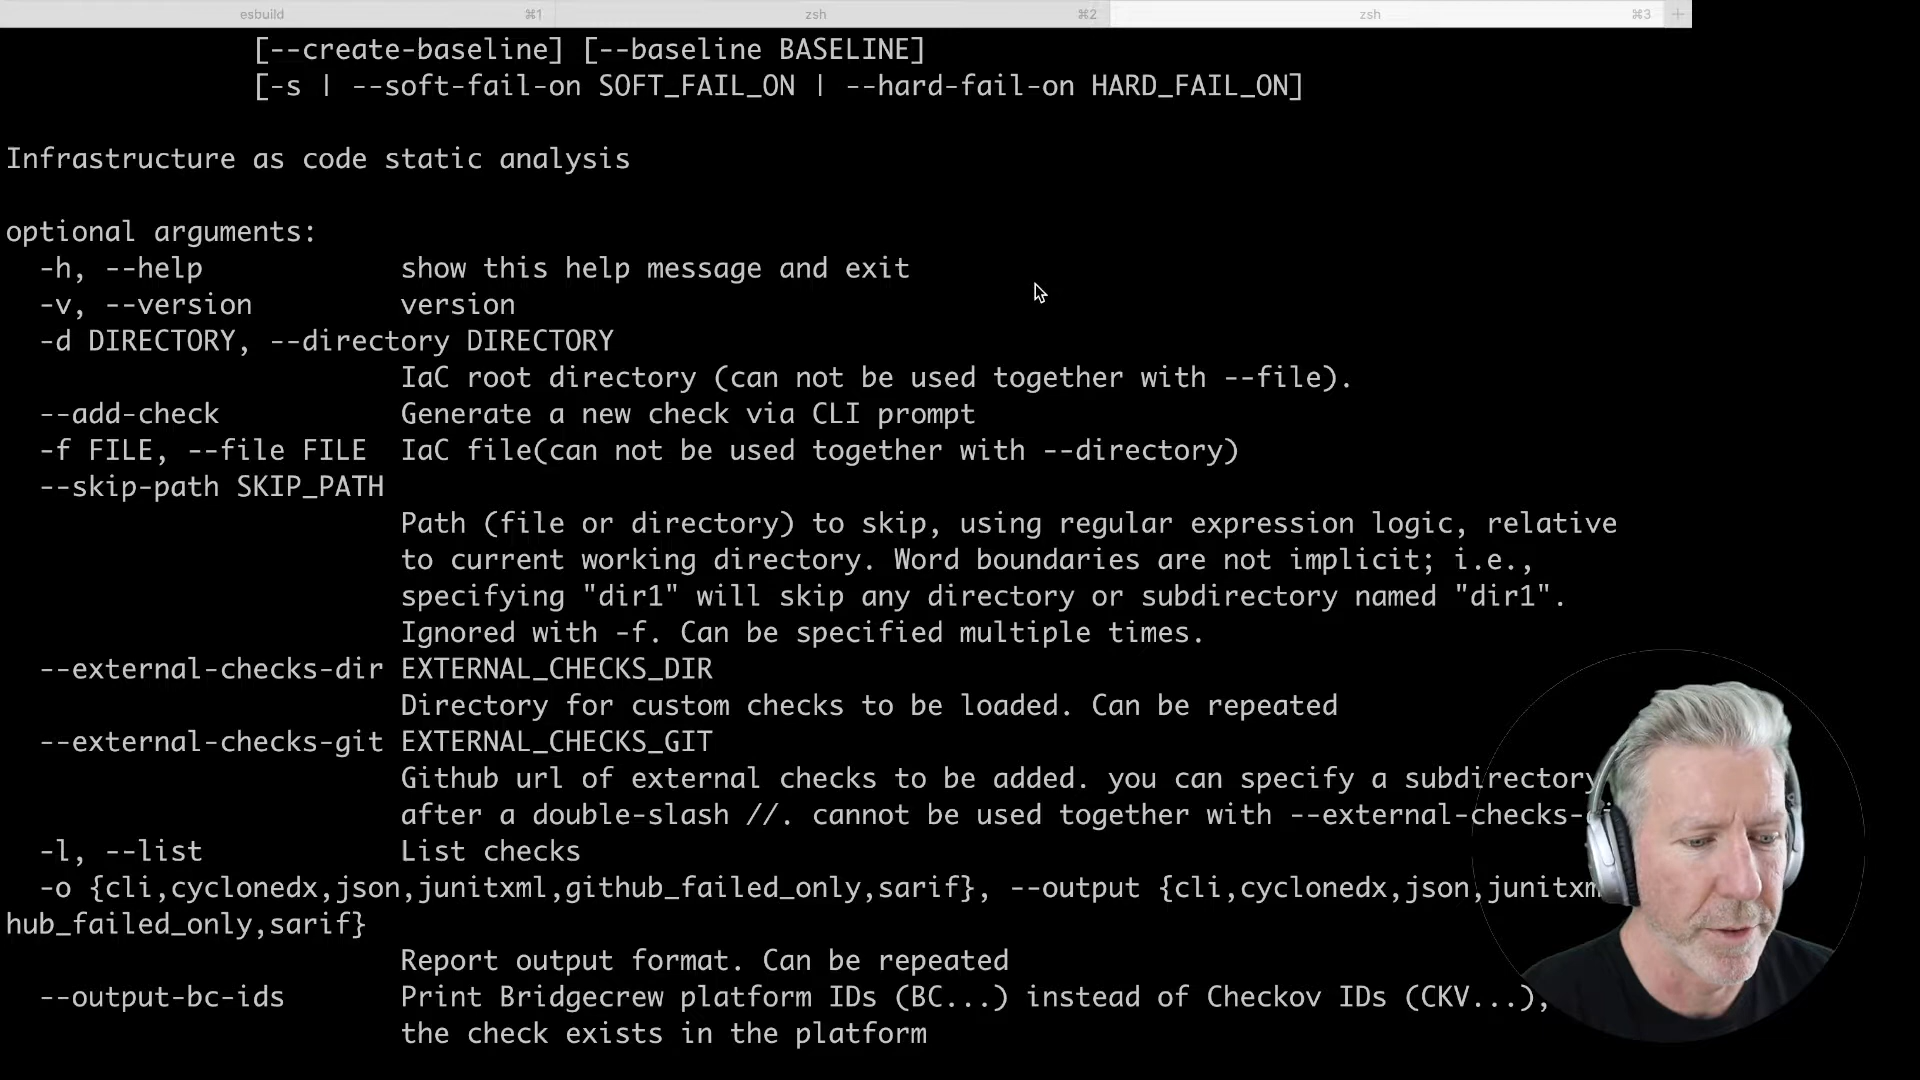 esbuild ⌘1 zsh ⌘2 zsh ⌘3 +
[--create-baseline] [--baseline BASELINE]
[-s | --soft-fail-on SOFT_FAIL_ON | --hard-fail-on HARD_FAIL_ON]
Infrastructure as code static analysis
optional arguments:
-h, --help show this help message and exit
-v, --version version
-d DIRECTORY, --directory DIRECTORY
IaC root directory (can not be used together with --file).
--add-check Generate a new check via CLI prompt
-f FILE, --file FILE IaC file(can not be used together with --directory)
--skip-path SKIP_PATH
Path (file or directory) to skip, using regular expression logic, relative
to current working directory. Word boundaries are not implicit; i.e.,
specifying "dir1" will skip any directory or subdirectory named "dir1".
Ignored with -f. Can be specified multiple times.
--external-checks-dir EXTERNAL_CHECKS_DIR
Directory for custom checks to be loaded. Can be repeated
--external-checks-git EXTERNAL_CHECKS_GIT
Github url of external checks to be added. you can specify a subdirectory
after a double-slash //. cannot be used together with --external-checks-
-l, --list List checks
-o {cli,cyclonedx,json,junitxml,github_failed_only,sarif}, --output {cli,cyclonedx,json,junitxm
hub_failed_only,sarif}
Report output format. Can be repeated
--output-bc-ids Print Bridgecrew platform IDs (BC...) instead of Checkov IDs (CKV...),
the check exists in the platform